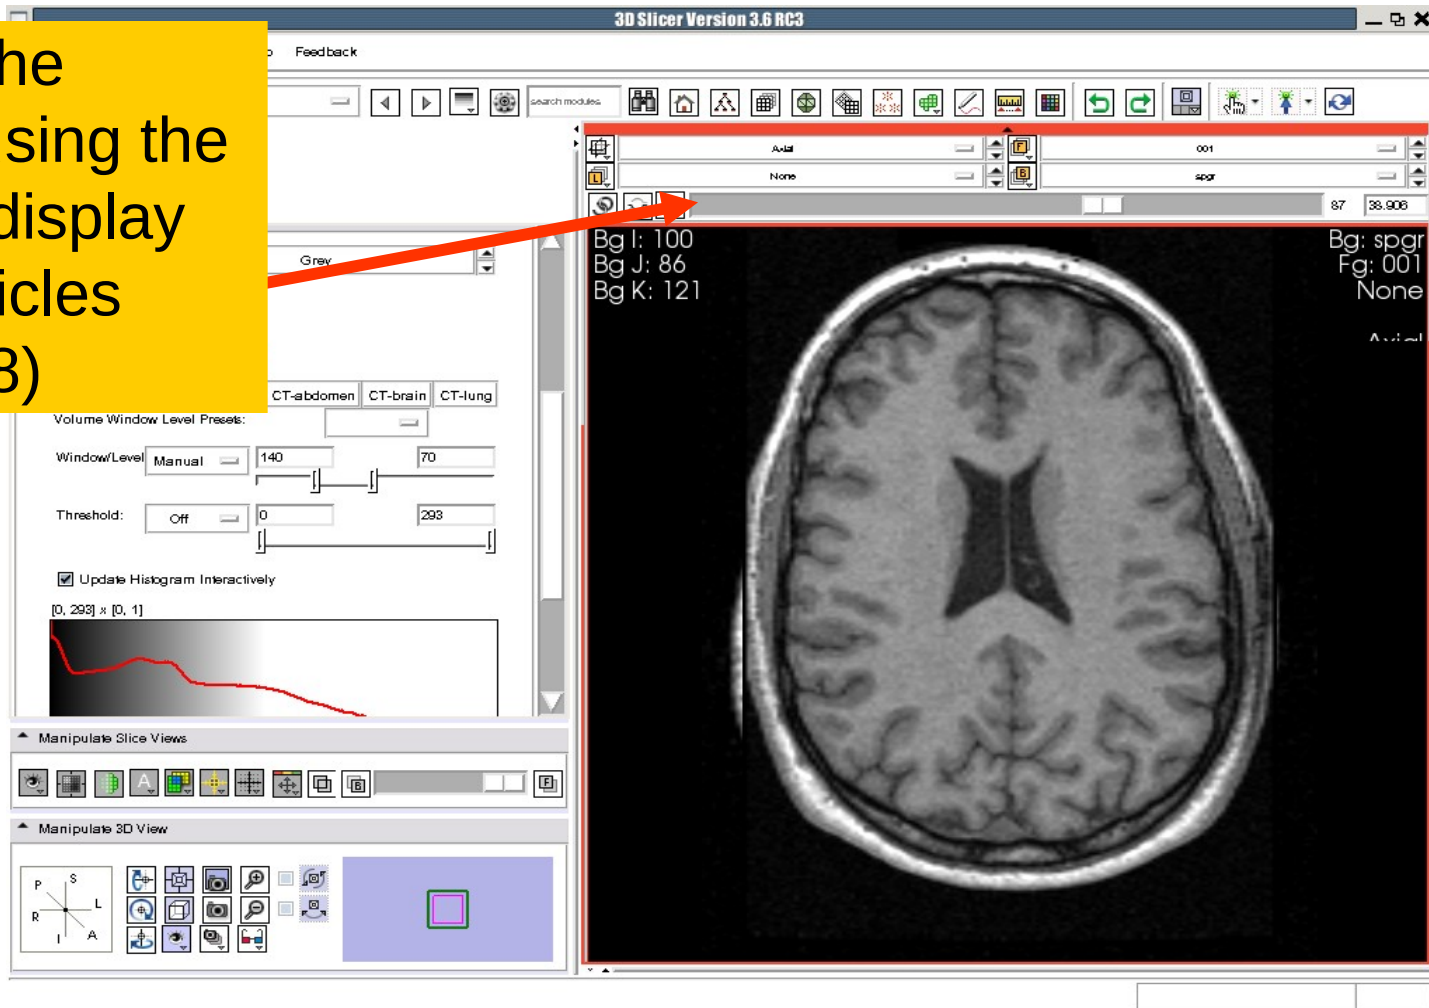 3D Slicer Version 3.6 RC3
Feedback
he
sing the
display
icles
8)
search modules
Axial
001
None
spgr
87
38.906
Bg I: 100
Bg J: 86
Bg K: 121
Bg: spgr
Fg: 001
None
Axial
Grey
CT-abdomen CT-brain CT-lung
Volume Window Level Presets:
Window/Level Manual 140 70
Threshold: Off 0 293
Update Histogram Interactively
[0, 293] x [0, 1]
Manipulate Slice Views
A
B
F
Manipulate 3D View
P S
R L
I A